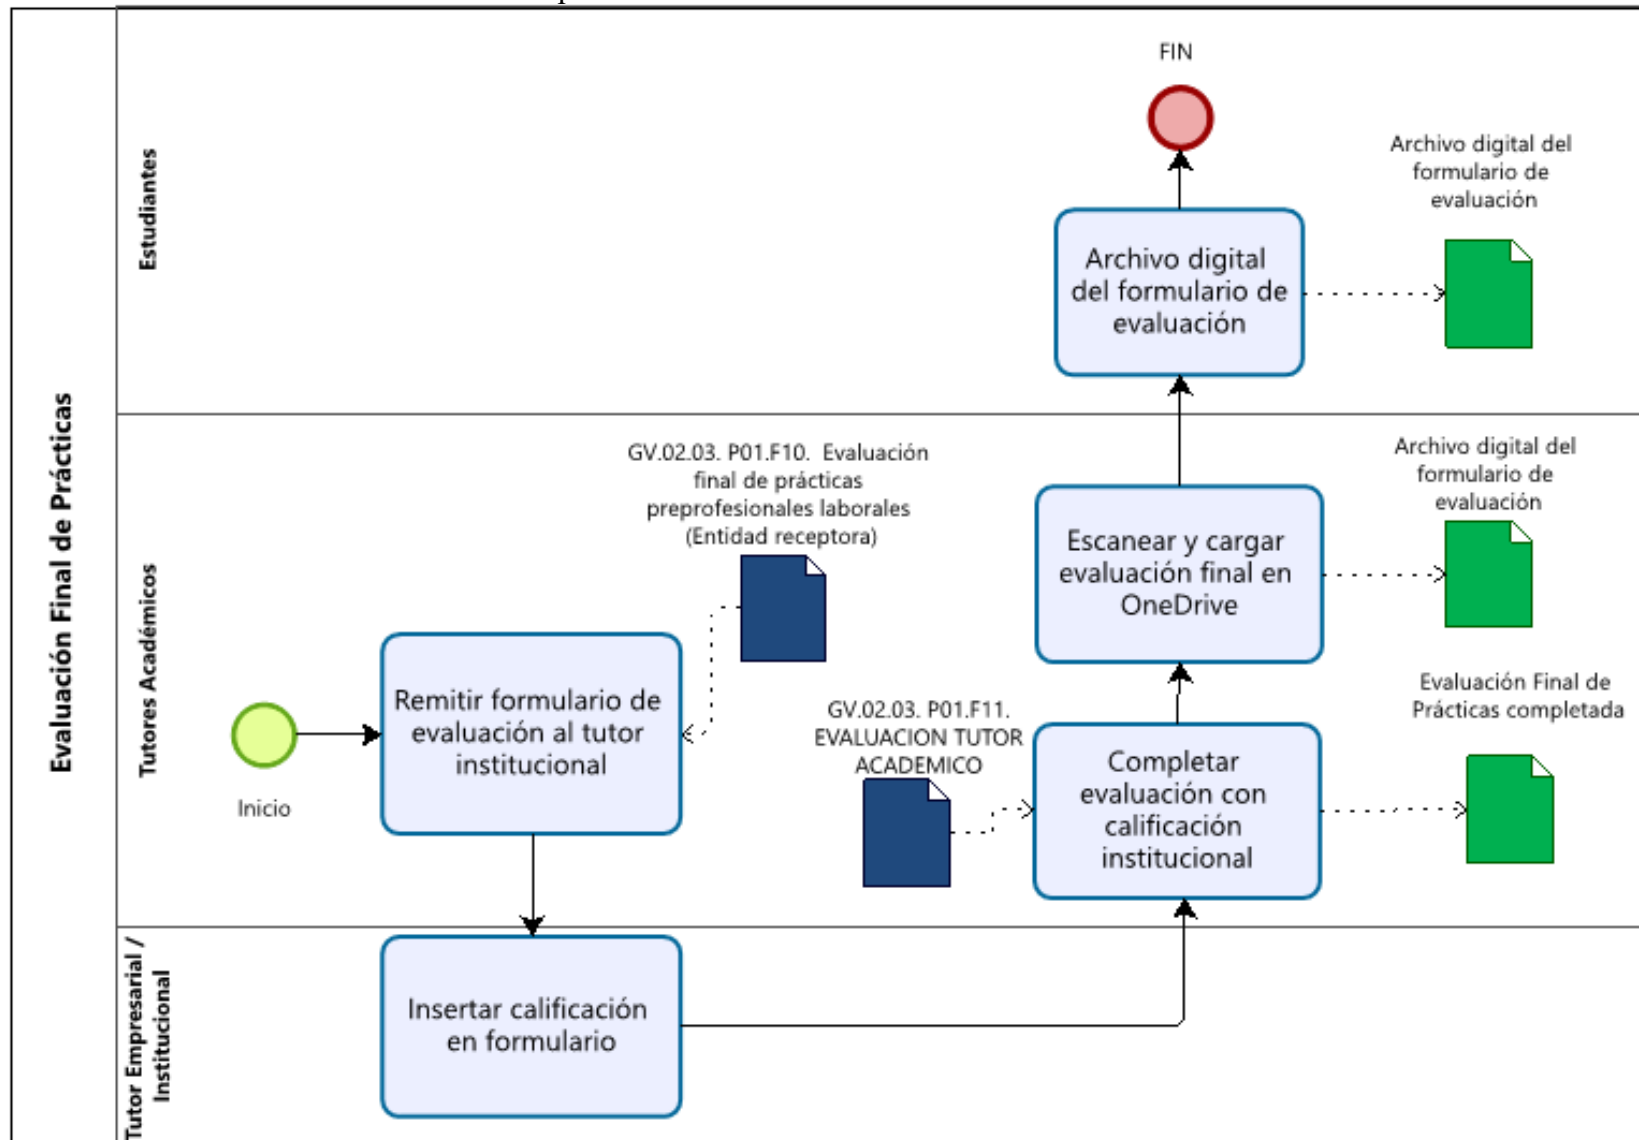 Evaluación Final de Prácticas
Estudiantes
FIN
Archivo digital
del formulario de
evaluación
Archivo digital del
formulario de
evaluación
Tutores Académicos
Inicio
Remitir formulario de
evaluación al tutor
institucional
GV.02.03. P01.F10. Evaluación
final de prácticas
preprofesionales laborales
(Entidad receptora)
GV.02.03. P01.F11.
EVALUACION TUTOR
ACADEMICO
Completar
evaluación con
calificación
institucional
Evaluación Final de
Prácticas completada
Escanear y cargar
evaluación final en
OneDrive
Archivo digital del
formulario de
evaluación
Tutor Empresarial /
Institucional
Insertar calificación
en formulario